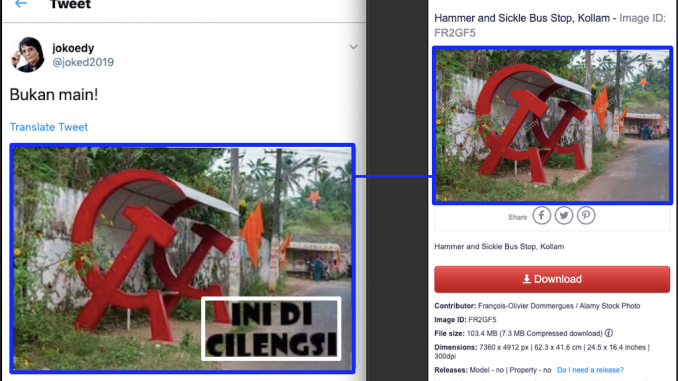 Tweet
jokoedy
@joked2019
Bukan main!
Translate Tweet
INI DI
CILENGSI
Hammer and Sickle Bus Stop, Kollam - Image ID:
FR2GF5
Share
Hammer and Sickle Bus Stop, Kollam
Download
Contributor: François-Olivier Dommergues / Alamy Stock Photo
Image ID: FR2GF5
File size: 103.4 MB (7.3 MB Compressed download)
Dimensions: 7360 x 4912 px | 62.3 x 41.6 cm | 24.5 x 16.4 inches |
300dpi
Releases: Model - no | Property - no Do I need a release?